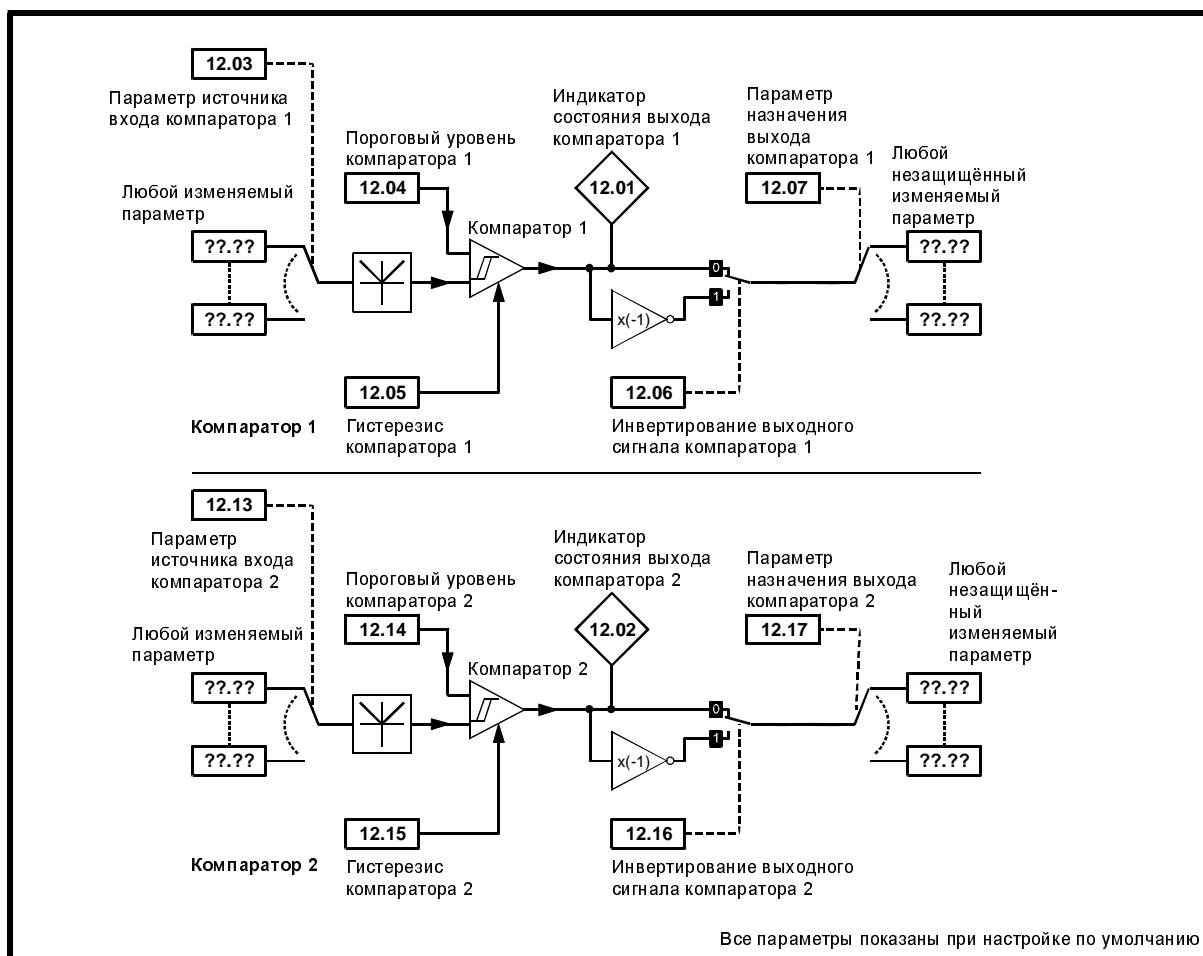 12.03
Параметр источника
входа компаратора 1
Любой изменяемый
параметр
??.??
??.??
Пороговый уровень
компаратора 1
12.04
Компаратор 1
12.05
Гистерезис
компаратора 1
Компаратор 1
Индикатор
состояния выхода
компаратора 1
12.01
0
1
x(-1)
12.06
Инвертирование выходного
сигнала компаратора 1
Параметр
назначения
выхода
компаратора 1
12.07
Любой
незащищённый
изменяемый
параметр
??.??
??.??
12.13
Параметр
источника входа
компаратора 2
Любой изменяемый
параметр
??.??
??.??
Пороговый уровень
компаратора 2
12.14
Компаратор 2
12.15
Гистерезис
компаратора 2
Компаратор 2
Индикатор
состояния выхода
компаратора 2
12.02
0
1
x(-1)
12.16
Инвертирование выходного
сигнала компаратора 2
Параметр
назначения выхода
компаратора 2
12.17
Любой
незащищён-
ный
изменяемый
параметр
??.??
??.??
Все параметры показаны при настройке по умолчанию